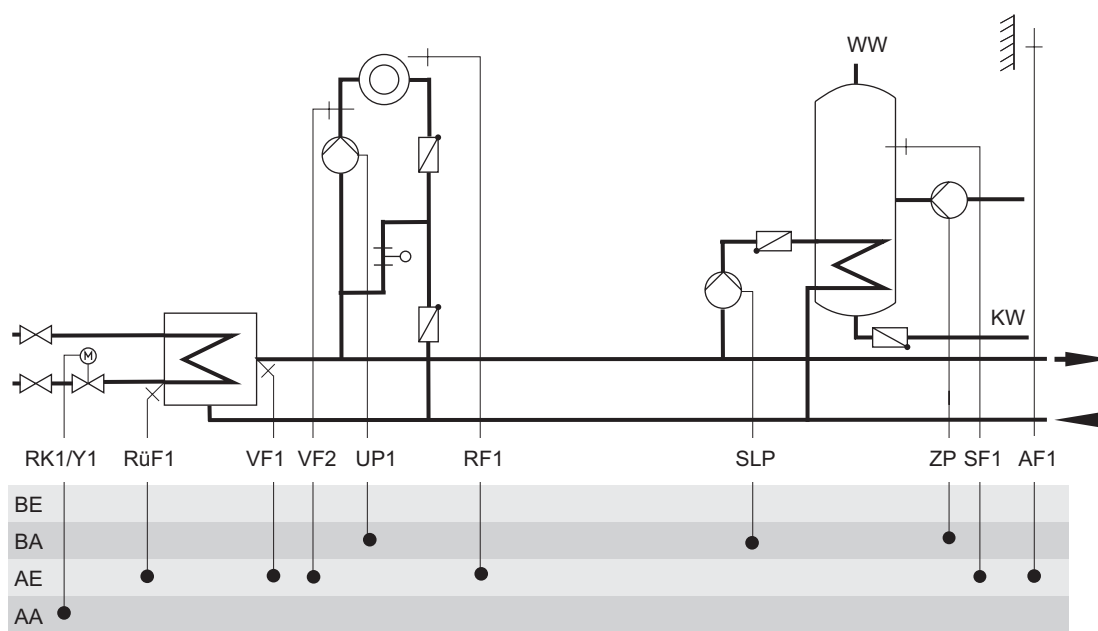 WW
KW
M
RK1/Y1 RüF1 VF1 VF2 UP1 RF1 SLP ZP SF1 AF1
BE
BA
AE
AA